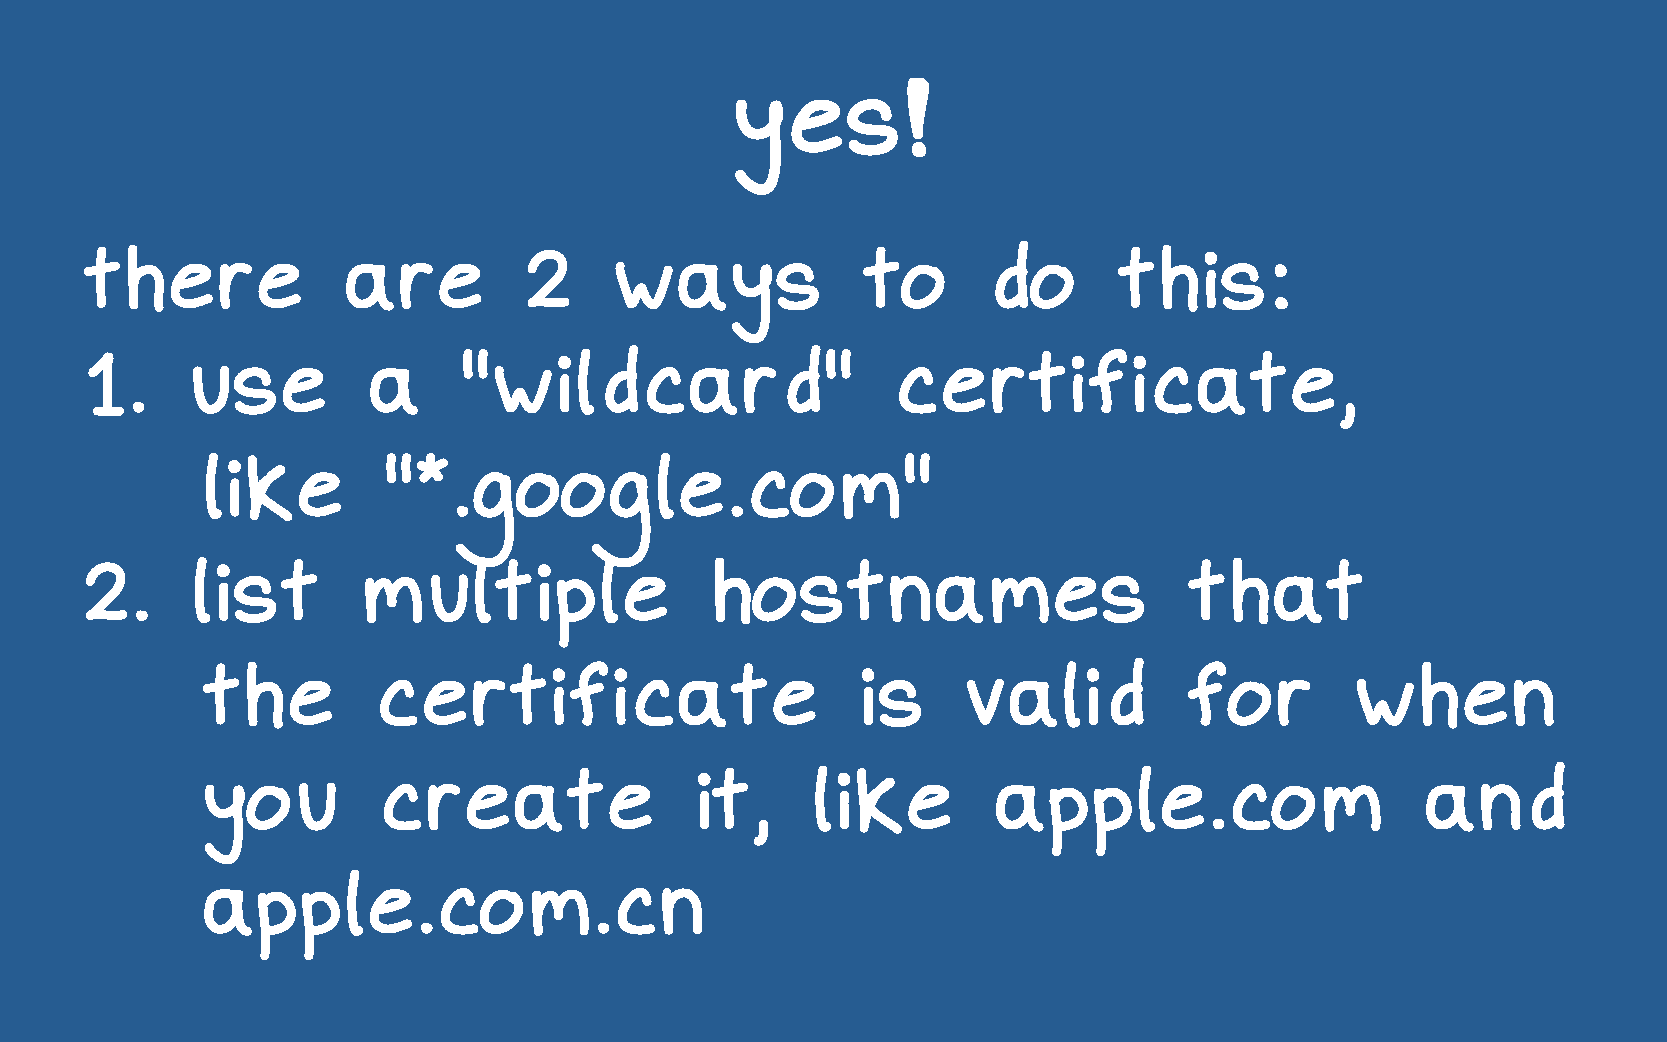 yes!
there are 2 ways to do this:
1. use a "wildcard" certificate,
like "*.google.com"
2. list multiple hostnames that
the certificate is valid for when
you create it, like apple.com and
apple.com.cn